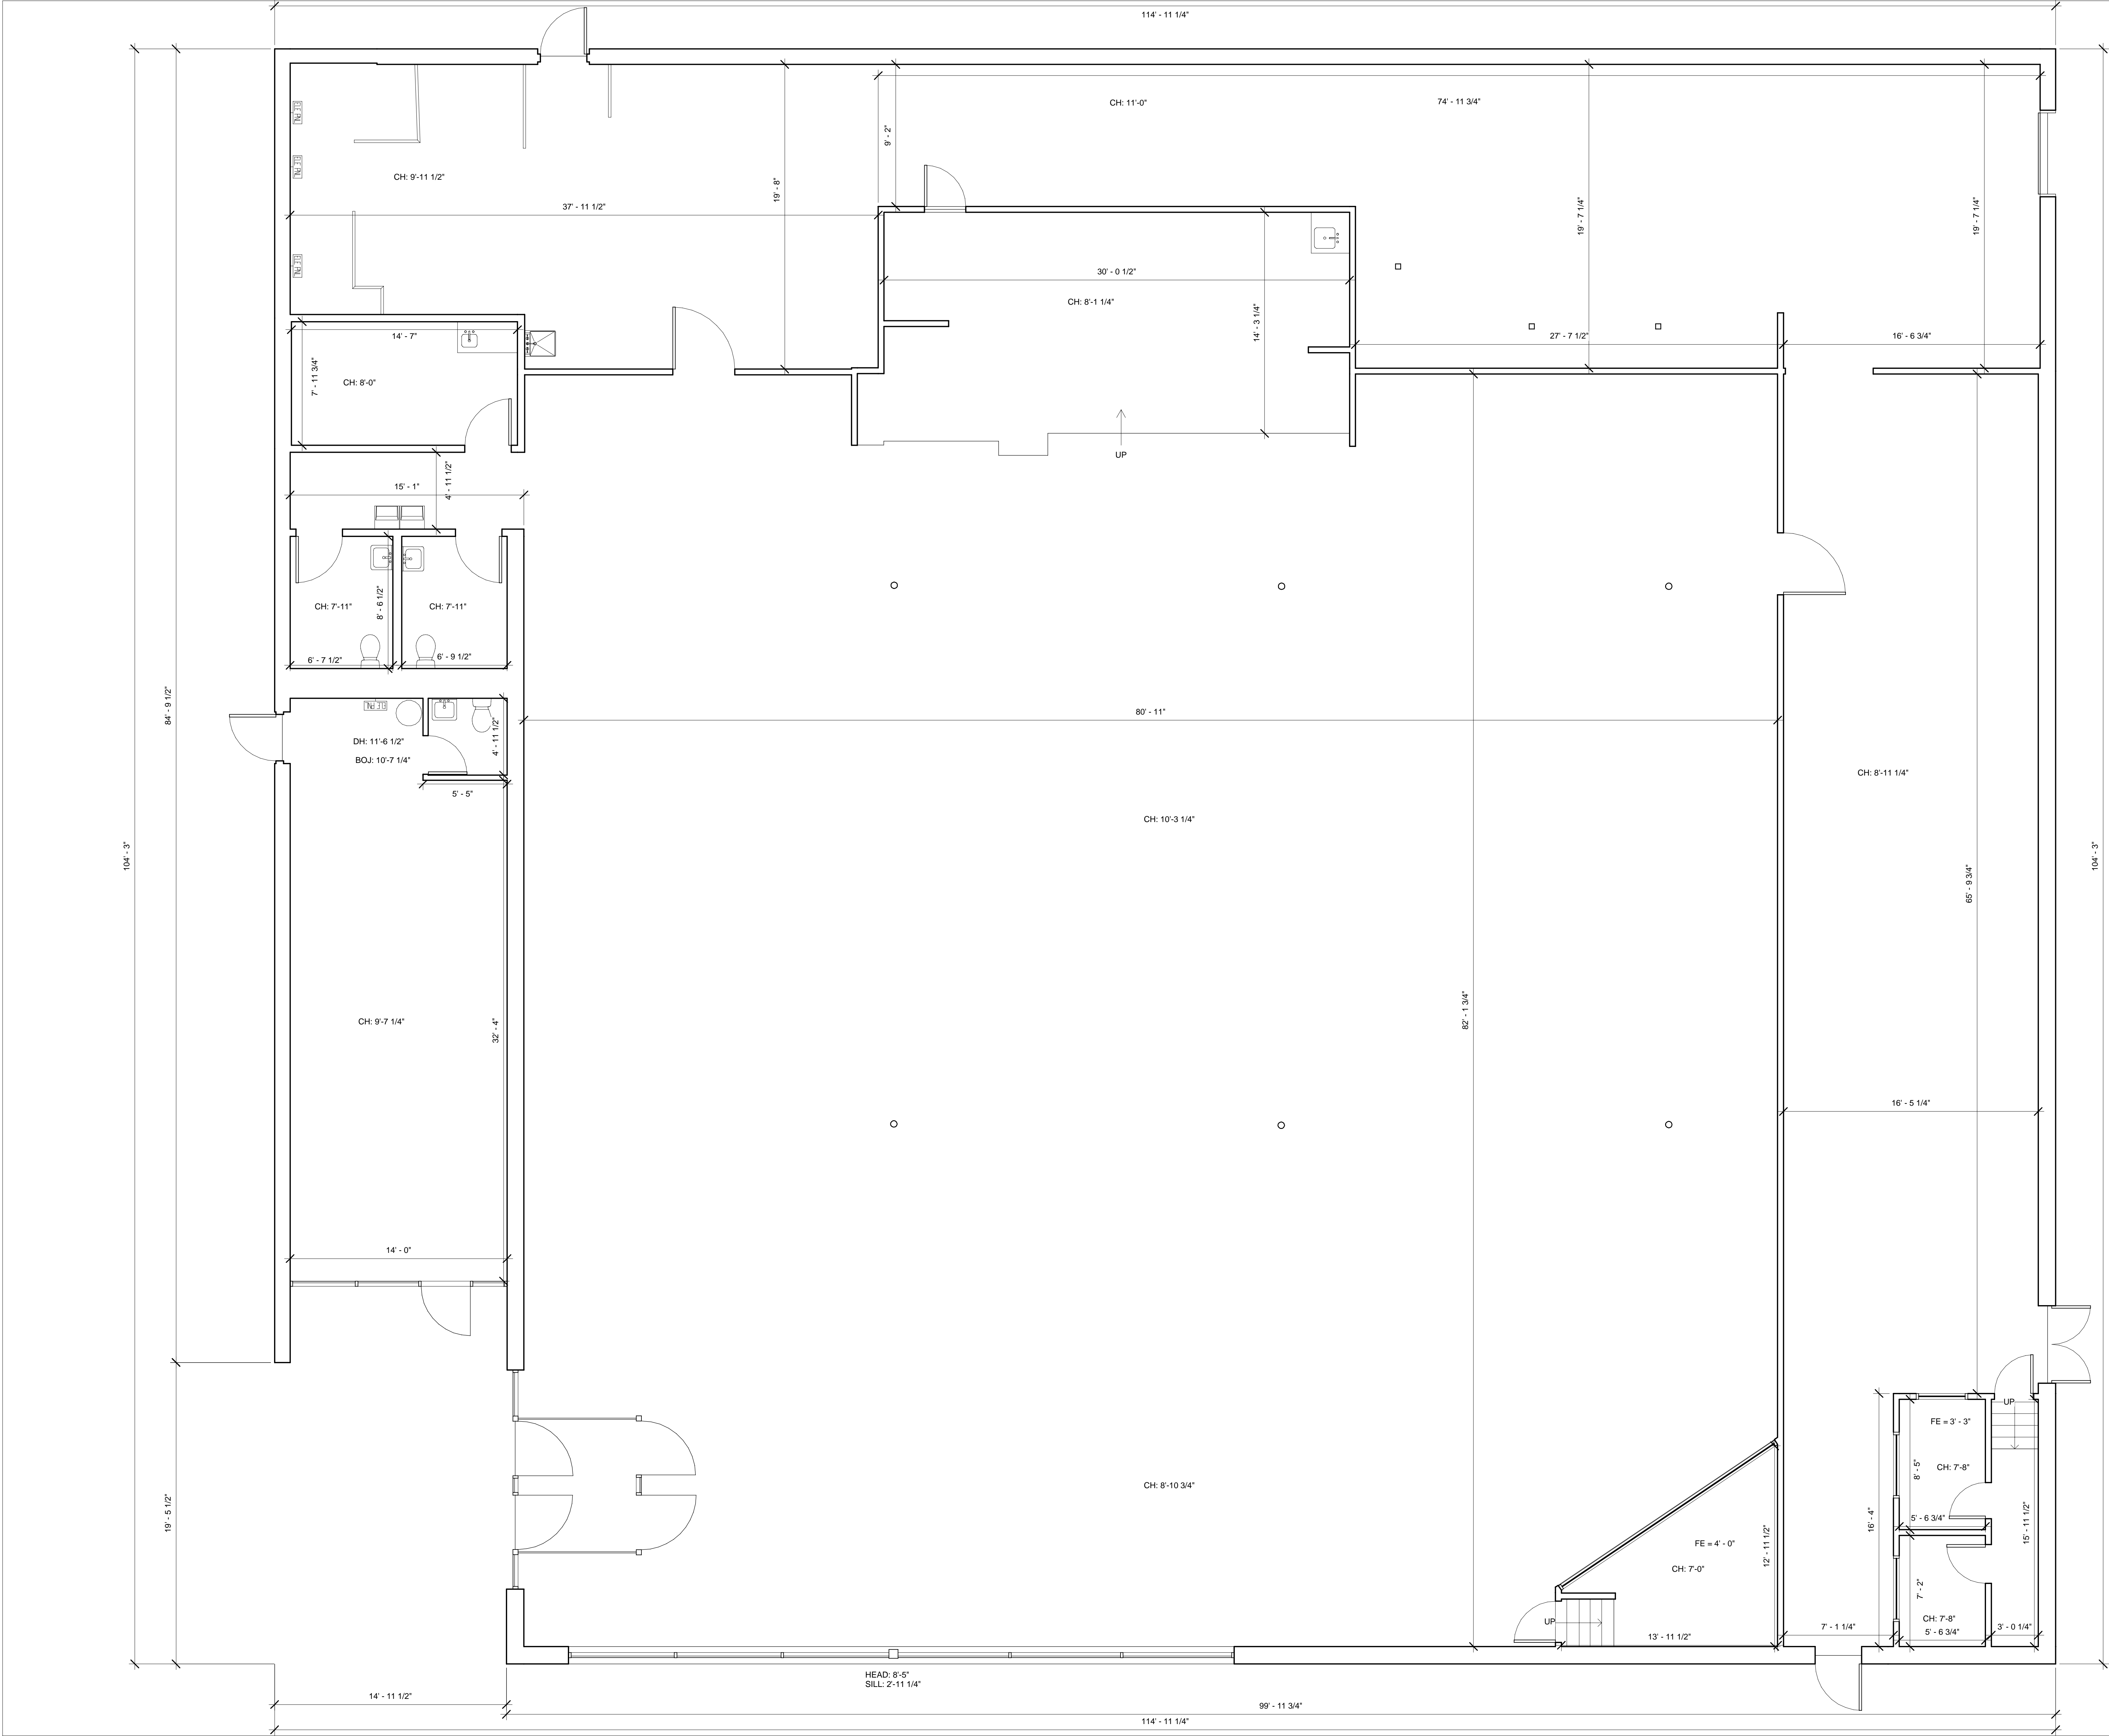 114' - 11 1/4"
CH: 11'-0"
74' - 11 3/4"
9' - 2"
CH: 9'-11 1/2"
37' - 11 1/2"
19' - 8"
19' - 7 1/4"
19' - 7 1/4"
ELE PNL
ELE PNL
ELE PNL
30' - 0 1/2"
CH: 8'-1 1/4"
14' - 3 1/4"
14' - 7"
27' - 7 1/2"
16' - 6 3/4"
7' - 11 3/4"
CH: 8'-0"
UP
4' - 11 1/2"
15' - 1"
CH: 7'-11"
8' - 6 1/2"
CH: 7'-11"
6' - 7 1/2"
6' - 9 1/2"
84' - 9 1/2"
ELE PNL
80' - 11"
DH: 11'-6 1/2"
4' - 11 1/2"
BOJ: 10'-7 1/4"
CH: 8'-11 1/4"
5' - 5"
CH: 10'-3 1/4"
104' - 3"
104' - 3"
65' - 9 3/4"
CH: 9'-7 1/4"
32' - 4"
82' - 1 3/4"
16' - 5 1/4"
14' - 0"
UP
FE = 3' - 3"
CH: 7'-8"
8' - 5"
CH: 8'-10 3/4"
19' - 5 1/2"
16' - 4"
5' - 6 3/4"
15' - 11 1/2"
FE = 4' - 0"
12' - 11 1/2"
CH: 7'-0"
7' - 2"
UP
CH: 7'-8"
13' - 11 1/2"
7' - 1 1/4"
5' - 6 3/4"
3' - 0 1/4"
HEAD: 8'-5"
SILL: 2'-11 1/4"
14' - 11 1/2"
99' - 11 3/4"
114' - 11 1/4"